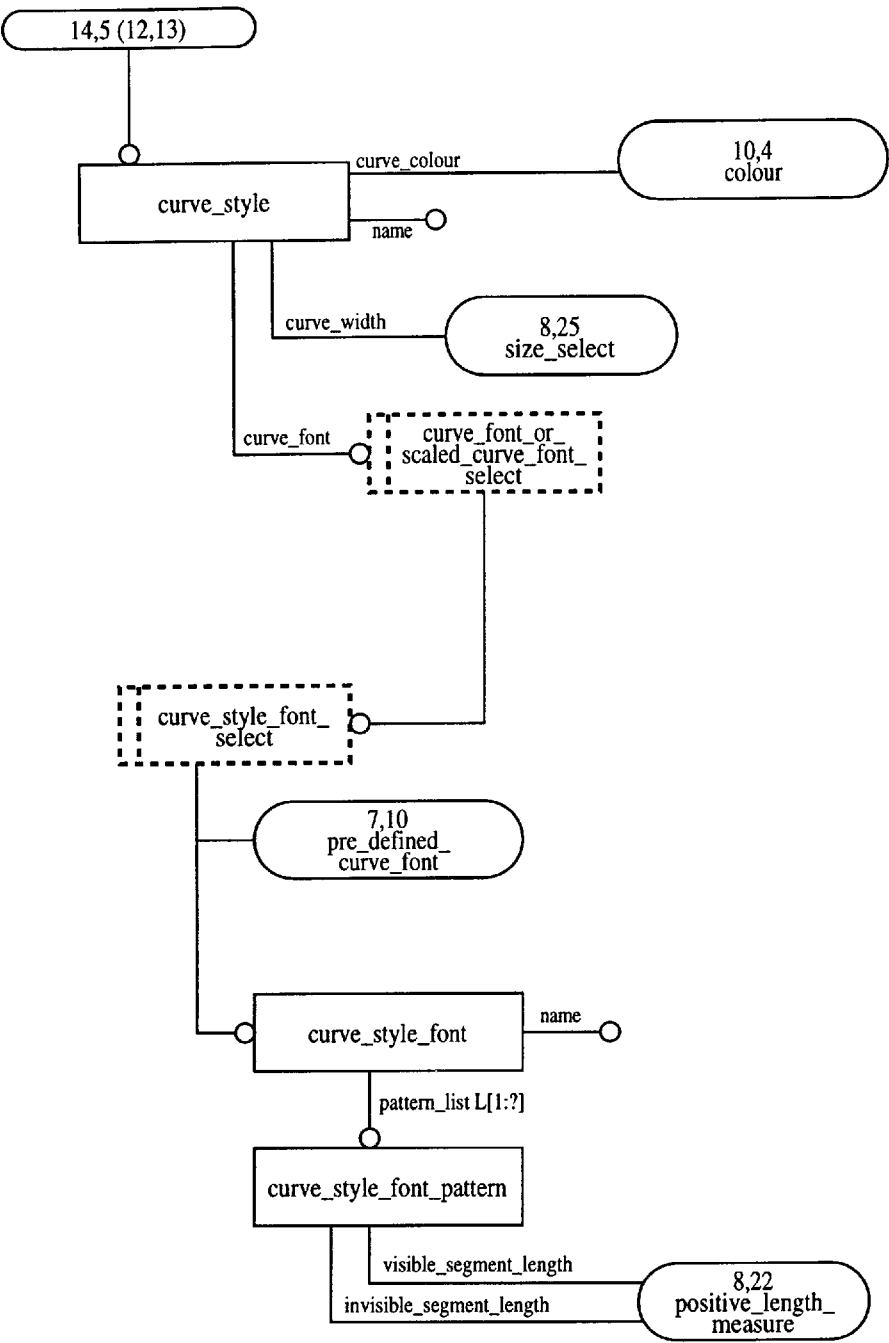 14,5 (12,13)
curve_colour
10,4
colour
curve_style
name
curve_width
8,25
size_select
curve_font
curve_font_or_
scaled_curve_font_
select
curve_style_font_
select
7,10
pre_defined_
curve_font
name
curve_style_font
pattern_list L[1:?]
curve_style_font_pattern
visible_segment_length
8,22
positive_length_
measure
invisible_segment_length